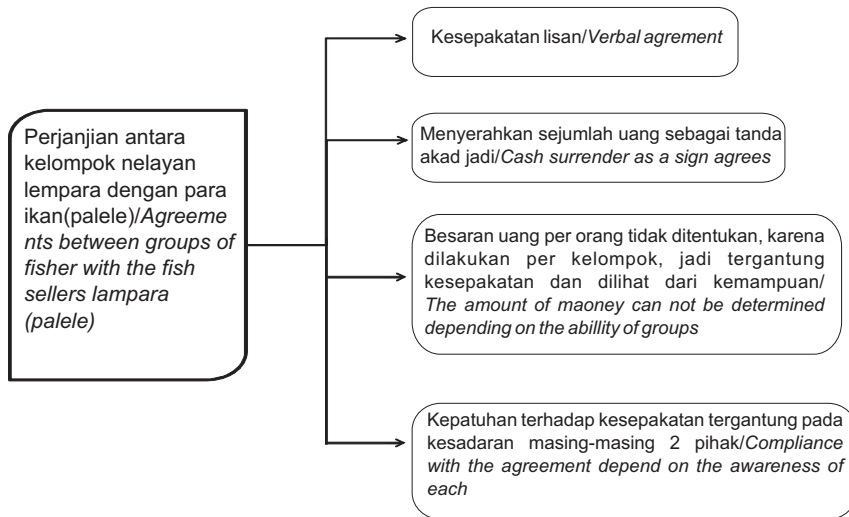 Perjanjian antara
kelompok nelayan
lempara dengan para
ikan(palele)/Agreeme
nts between groups of
fisher with the fish
sellers lampara
(palele)
Kesepakatan lisan/Verbal agrement
Menyerahkan sejumlah uang sebagai tanda
akad jadi/Cash surrender as a sign agrees
Besaran uang per orang tidak ditentukan, karena
dilakukan per kelompok, jadi tergantung
kesepakatan dan dilihat dari kemampuan/
The amount of maoney can not be determined
depending on the abillity of groups
Kepatuhan terhadap kesepakatan tergantung pada
kesadaran masing-masing 2 pihak/Compliance
with the agreement depend on the awareness of
each